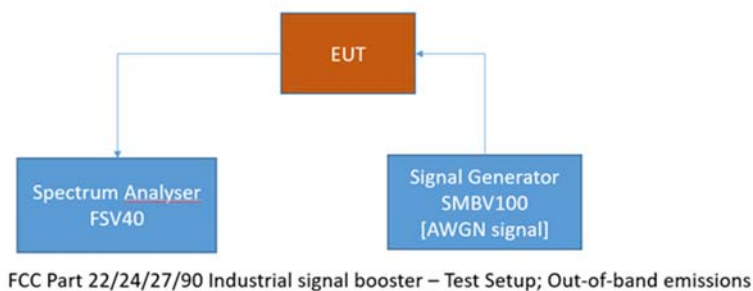 EUT
Spectrum Analyser
FSV40
Signal Generator
SMBV100
[AWGN signal]
FCC Part 22/24/27/90 Industrial signal booster – Test Setup; Out-of-band emissions